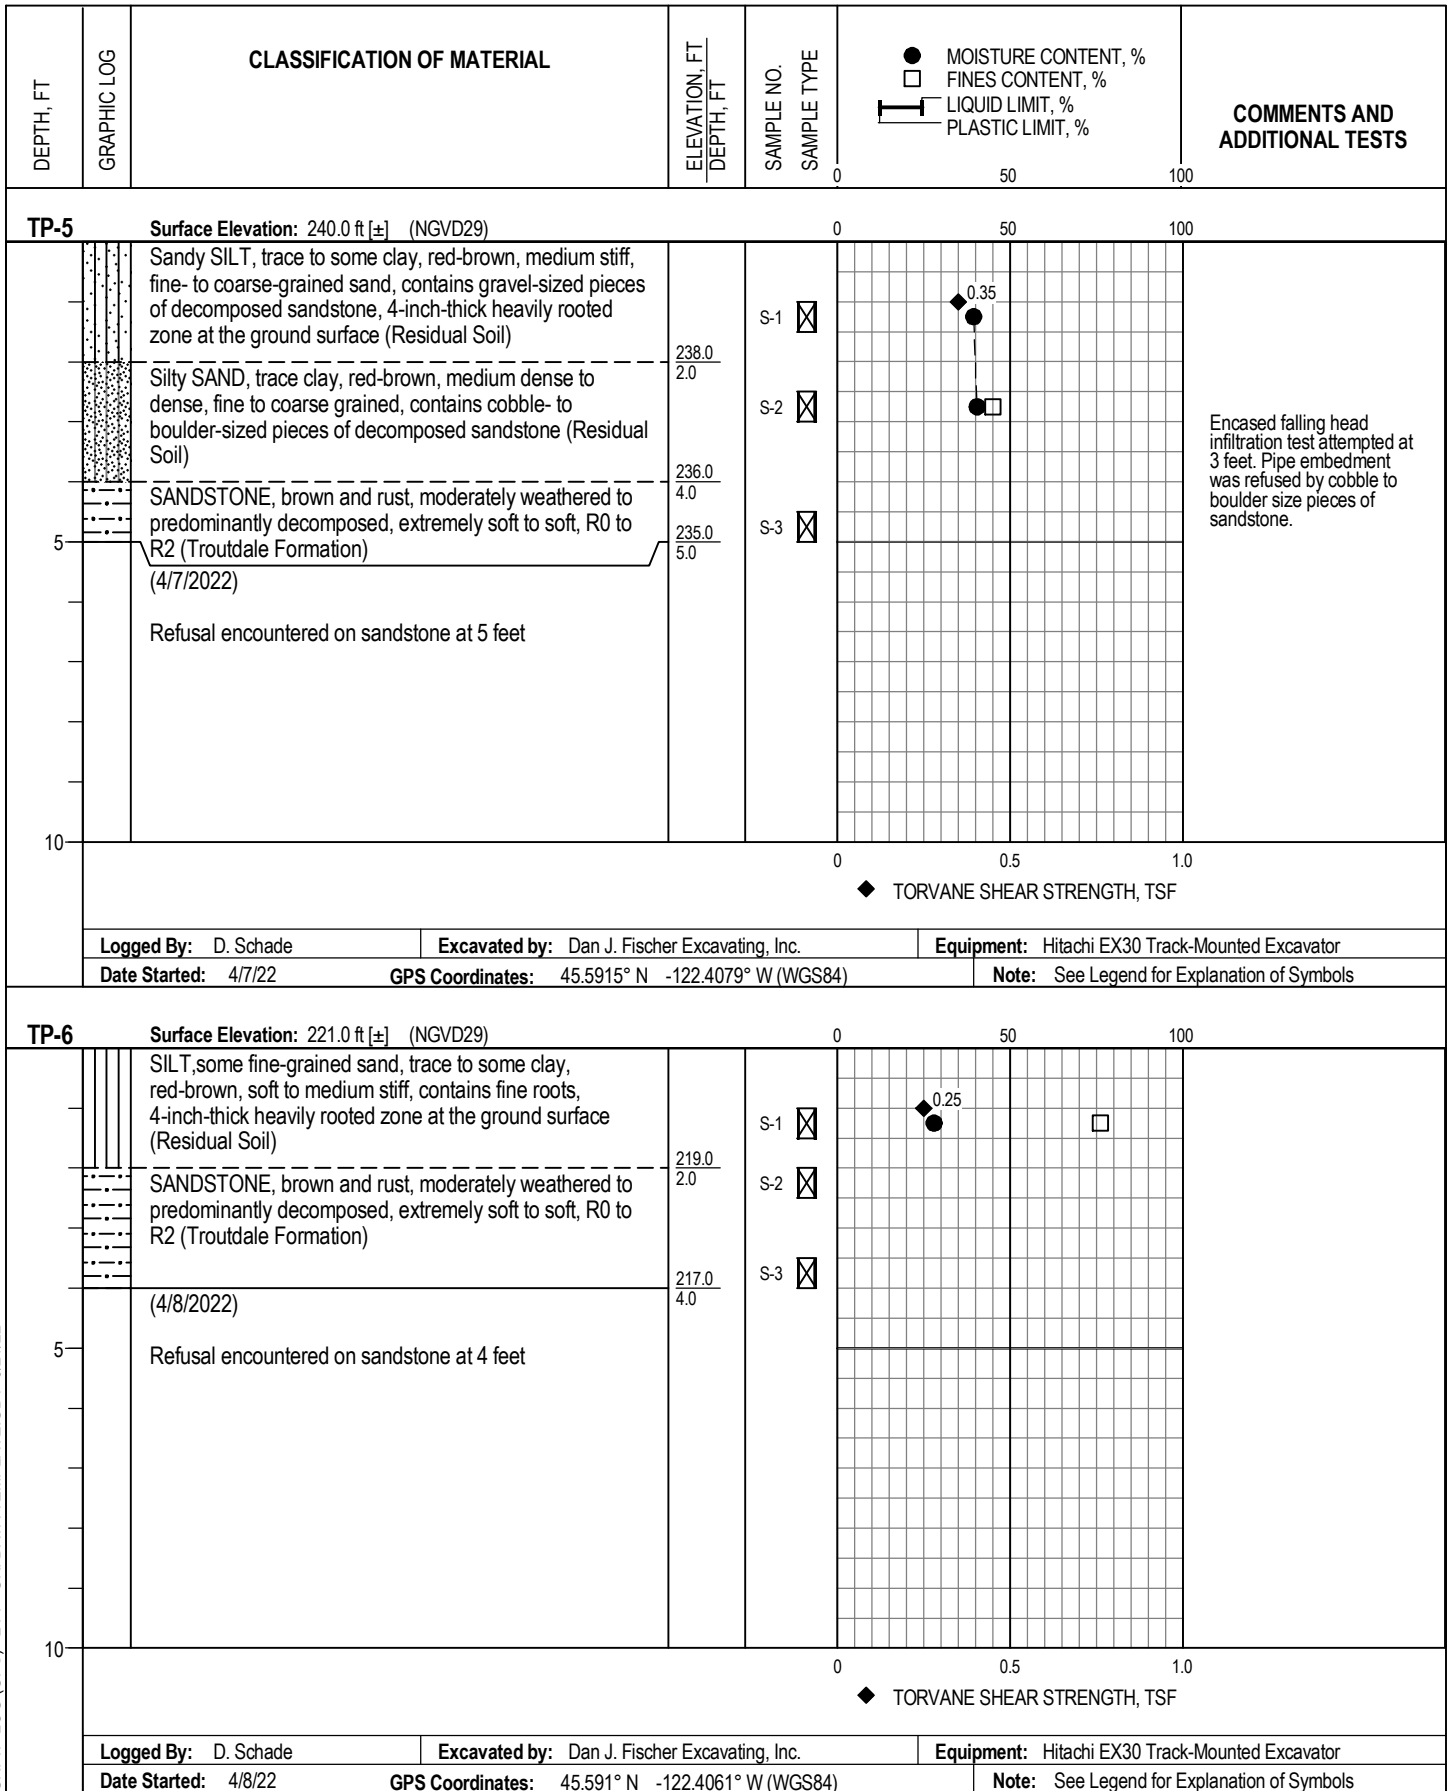 DEPTH, FT
GRAPHIC LOG
CLASSIFICATION OF MATERIAL
ELEVATION, FT
DEPTH, FT
SAMPLE NO.
SAMPLE TYPE
MOISTURE CONTENT, %
FINES CONTENT, %
LIQUID LIMIT, %
PLASTIC LIMIT, %
0 50 100
COMMENTS AND
ADDITIONAL TESTS
TP-5 Surface Elevation: 240.0 ft [±] (NGVD29) 0 50 100
Sandy SILT, trace to some clay, red-brown, medium stiff,
fine- to coarse-grained sand, contains gravel-sized pieces
of decomposed sandstone, 4-inch-thick heavily rooted
zone at the ground surface (Residual Soil)
S-1
0.35
238.0
2.0
Silty SAND, trace clay, red-brown, medium dense to
dense, fine to coarse grained, contains cobble- to
boulder-sized pieces of decomposed sandstone (Residual
Soil)
S-2
236.0
4.0
Encased falling head
infiltration test attempted at
3 feet. Pipe embedment
was refused by cobble to
boulder size pieces of
sandstone.
SANDSTONE, brown and rust, moderately weathered to
predominantly decomposed, extremely soft to soft, R0 to
R2 (Troutdale Formation)
S-3
5
235.0
5.0
(4/7/2022)
Refusal encountered on sandstone at 5 feet
10
0 0.5 1.0
TORVANE SHEAR STRENGTH, TSF
Logged By: D. Schade Excavated by: Dan J. Fischer Excavating, Inc. Equipment: Hitachi EX30 Track-Mounted Excavator
Date Started: 4/7/22 GPS Coordinates: 45.5915° N -122.4079° W (WGS84) Note: See Legend for Explanation of Symbols
TP-6 Surface Elevation: 221.0 ft [±] (NGVD29) 0 50 100
SILT,some fine-grained sand, trace to some clay,
red-brown, soft to medium stiff, contains fine roots,
4-inch-thick heavily rooted zone at the ground surface
(Residual Soil)
S-1
0.25
219.0
2.0
SANDSTONE, brown and rust, moderately weathered to
predominantly decomposed, extremely soft to soft, R0 to
R2 (Troutdale Formation)
S-2
S-3
217.0
4.0
(4/8/2022)
5
Refusal encountered on sandstone at 4 feet
10
0 0.5 1.0
TORVANE SHEAR STRENGTH, TSF
Logged By: D. Schade Excavated by: Dan J. Fischer Excavating, Inc. Equipment: Hitachi EX30 Track-Mounted Excavator
Date Started: 4/8/22 GPS Coordinates: 45.591° N -122.4061° W (WGS84) Note: See Legend for Explanation of Symbols